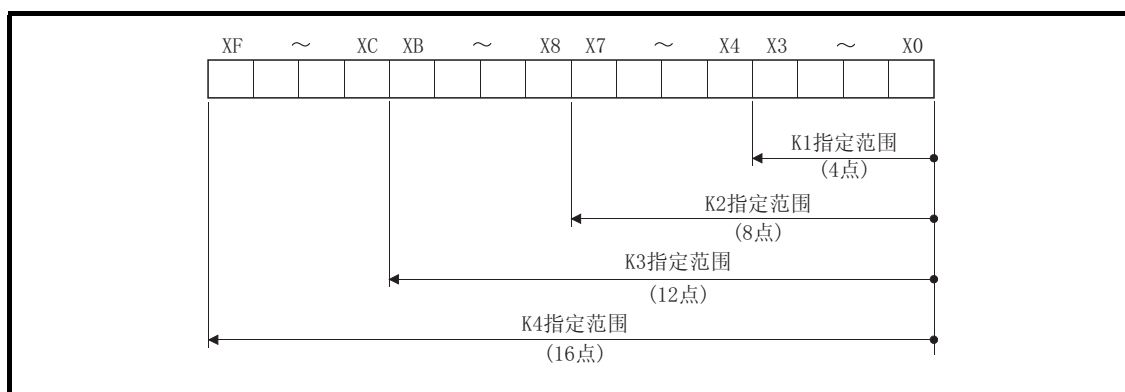 XF ～ XC XB ～ X8 X7 ～ X4 X3 ～ X0
K1指定范围
(4点)
K2指定范围
(8点)
K3指定范围
(12点)
K4指定范围
(16点)